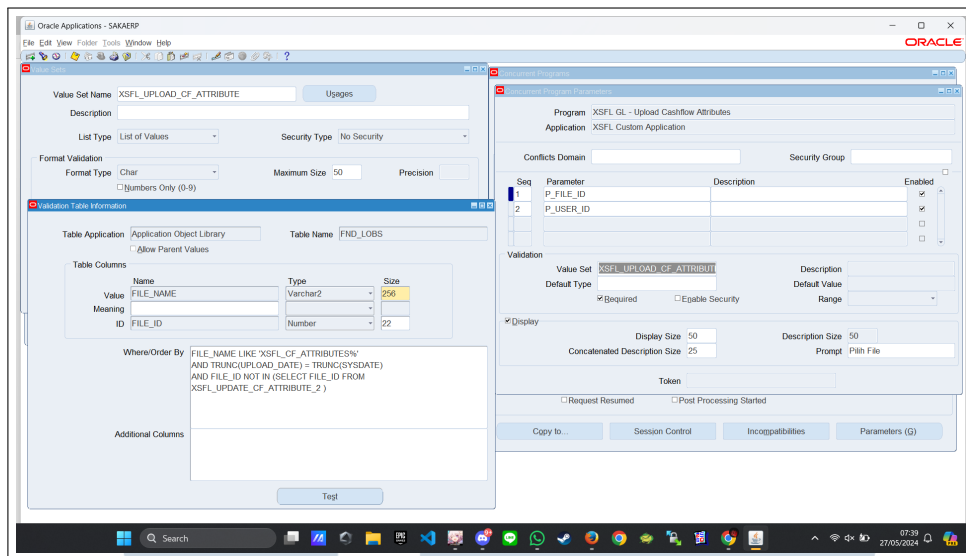 Oracle Applications - SAKAERP
File Edit View Folder Tools Window Help
ORACLE
Value Sets
Value Set Name XSFL_UPLOAD_CF_ATTRIBUTE Usages
Description
List Type List of Values Security Type No Security
Format Validation
Format Type Char Maximum Size 50 Precision
Numbers Only (0-9)
Validation Table Information
Table Application Application Object Library Table Name FND_LOBS
Allow Parent Values
Table Columns
Name Type Size
Value FILE_NAME Varchar2 256
Meaning
ID FILE_ID Number 22
Where/Order By FILE_NAME LIKE 'XSFL_CF_ATTRIBUTES%'
AND TRUNC(UPLOAD_DATE) = TRUNC(SYSDATE)
AND FILE_ID NOT IN (SELECT FILE_ID FROM
XSFL_UPDATE_CF_ATTRIBUTE_2 )
Additional Columns
Test
Concurrent Programs
Concurrent Program Parameters
Program XSFL GL - Upload Cashflow Attributes
Application XSFL Custom Application
Conflicts Domain Security Group
Seq Parameter Description Enabled
1 P_FILE_ID
2 P_USER_ID
Validation
Value Set XSFL_UPLOAD_CF_ATTRIBUT Description
Default Type Default Value
Required Enable Security Range
Display
Display Size 50 Description Size 50
Concatenated Description Size 25 Prompt Pilih File
Token
Request Resumed Post Processing Started
Copy to... Session Control Incompatibilities Parameters (G)
Search
07:39
27/05/2024